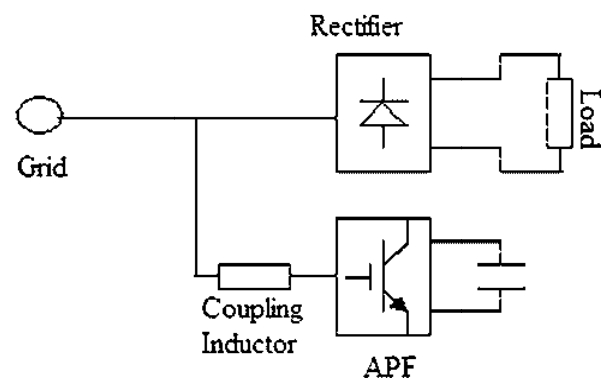 Rectifier
Load
Grid
Coupling
Inductor
APF